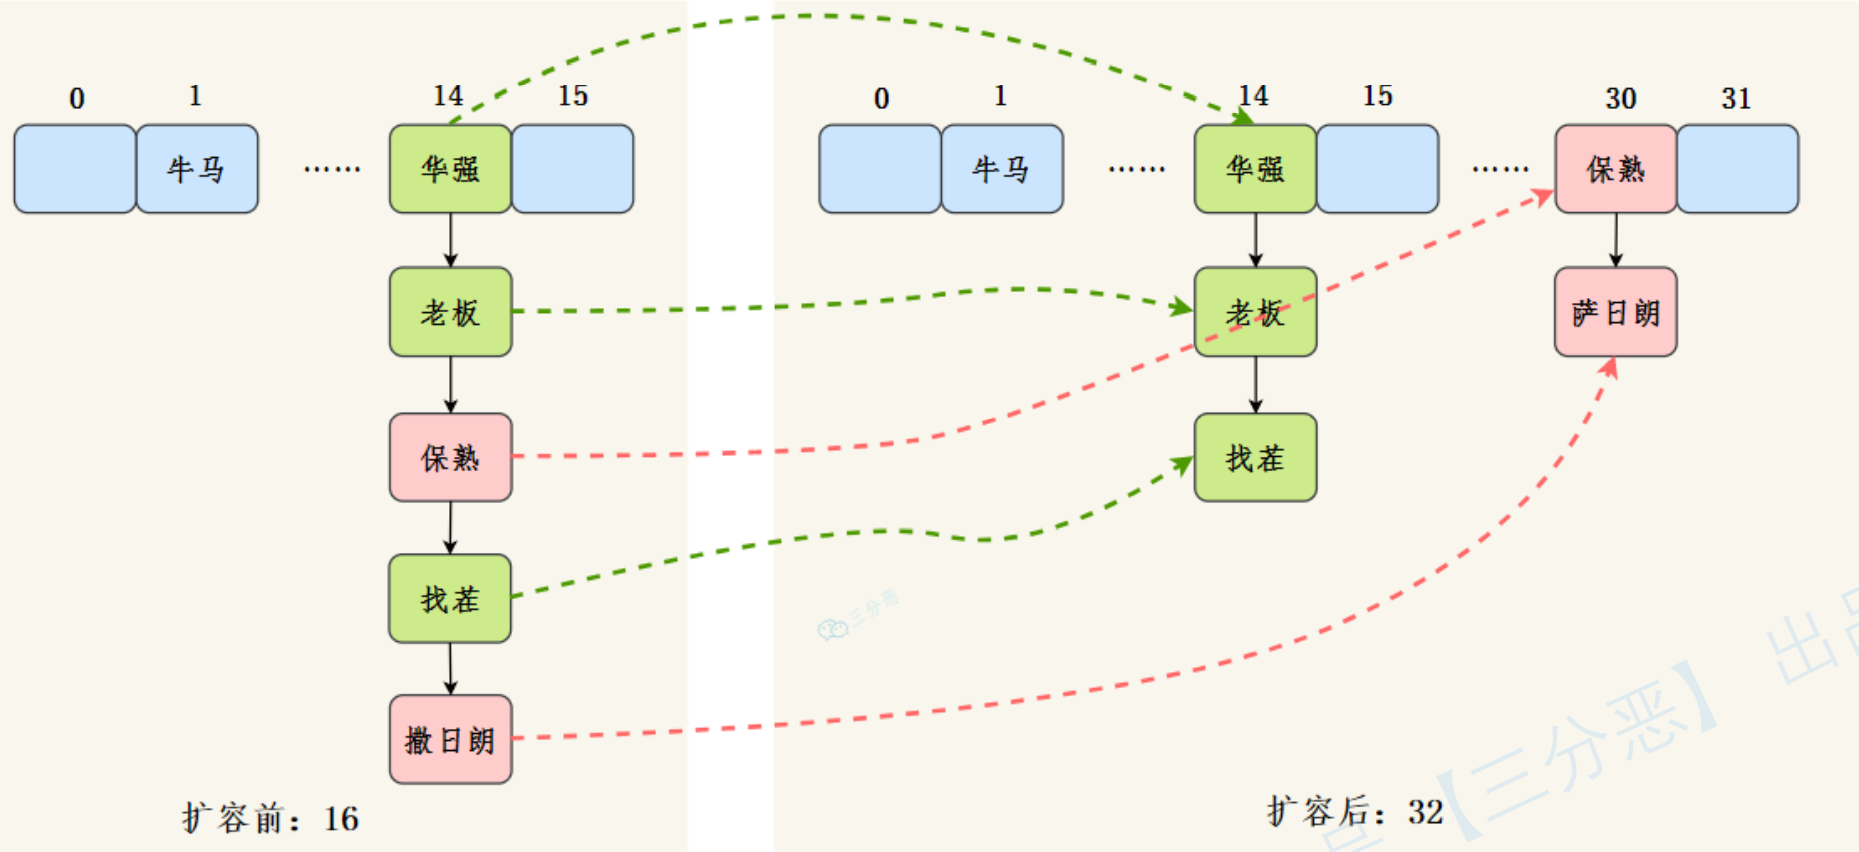 0 1 14 15
牛马 …… 华强
老板
保熟
找茬
撒日朗
扩容前：16
0 1 14 15 30 31
牛马 …… 华强 …… 保熟
老板 萨日朗
找茬
三分恶
扩容后：32
品【三分恶】出品